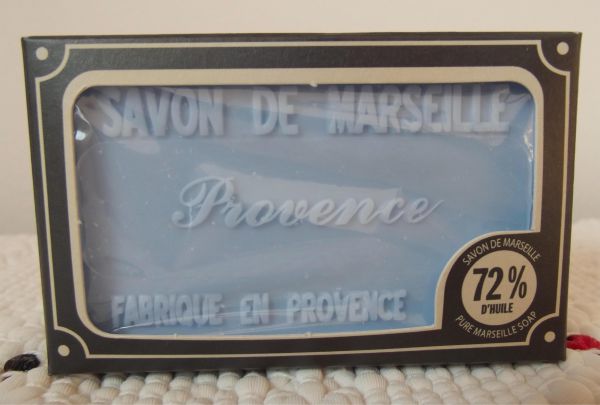 SAVON DE MARSEILLE
Provence
FABRIQUE EN PROVENCE
SAVON DE MARSEILLE
72%
D'HUILE
PURE MARSEILLE SOAP